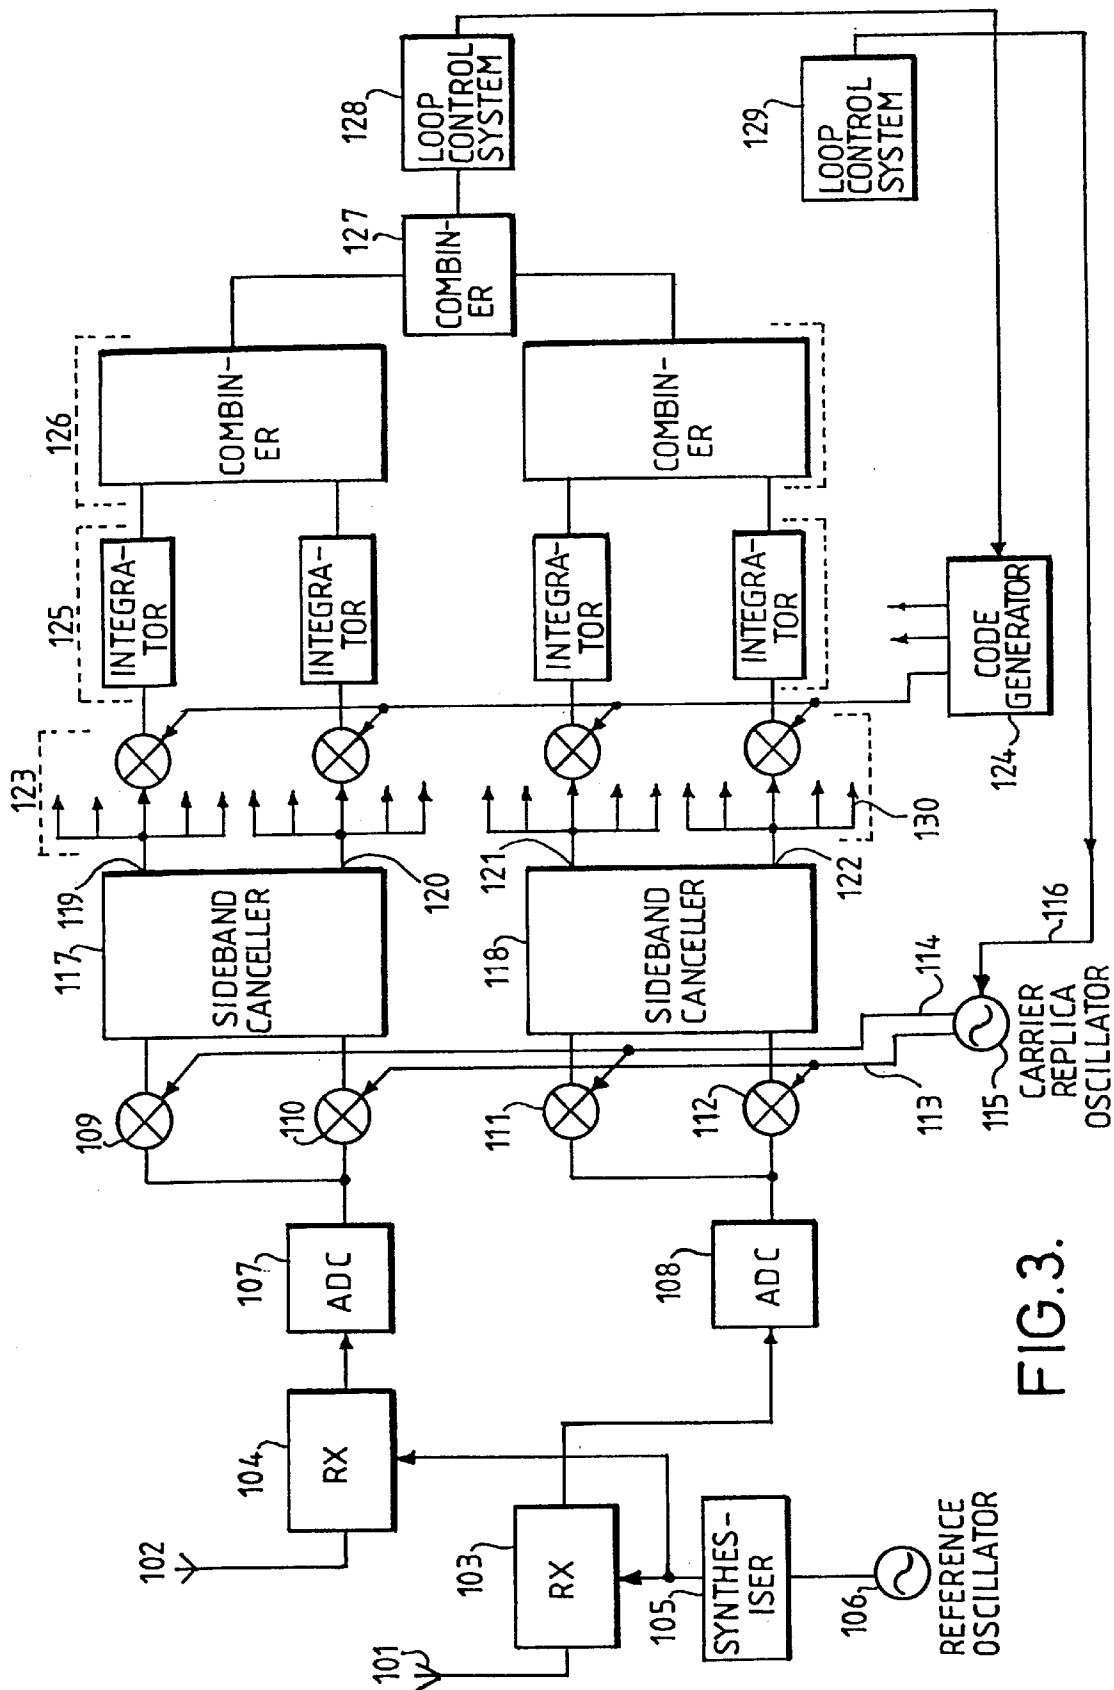 102
104
RX
107
ADC
109
110
117
SIDEBAND
CANCELLER
119
120
123
125
INTEGRA-
TOR
INTEGRA-
TOR
126
COMBIN-
ER
127
COMBIN-
ER
128
LOOP
CONTROL
SYSTEM
101
103
RX
108
ADC
111
112
118
SIDEBAND
CANCELLER
121
122
INTEGRA-
TOR
INTEGRA-
TOR
COMBIN-
ER
129
LOOP
CONTROL
SYSTEM
105
SYNTHES-
ISER
106
REFERENCE
OSCILLATOR
113
114
115
116
CARRIER
REPLICA
OSCILLATOR
130
124
CODE
GENERATOR
FIG.3.